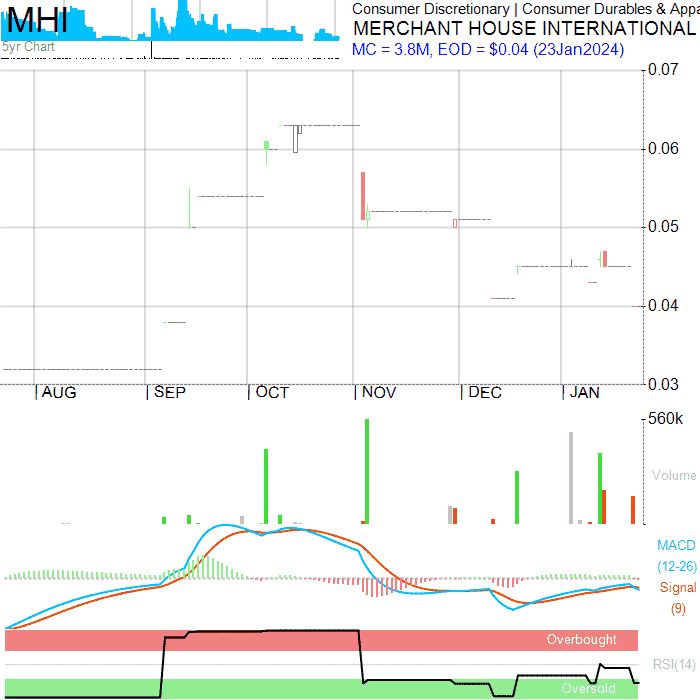 MHI
5yr Chart
Consumer Discretionary | Consumer Durables & Appa
MERCHANT HOUSE INTERNATIONAL
MC = 3.8M, EOD = $0.04 (23Jan2024)
0.07
0.06
0.05
0.04
0.03
AUG SEP OCT NOV DEC JAN
560k
Volume
MACD
(12-26)
Signal
(9)
Overbought
RSI(14)
Oversold